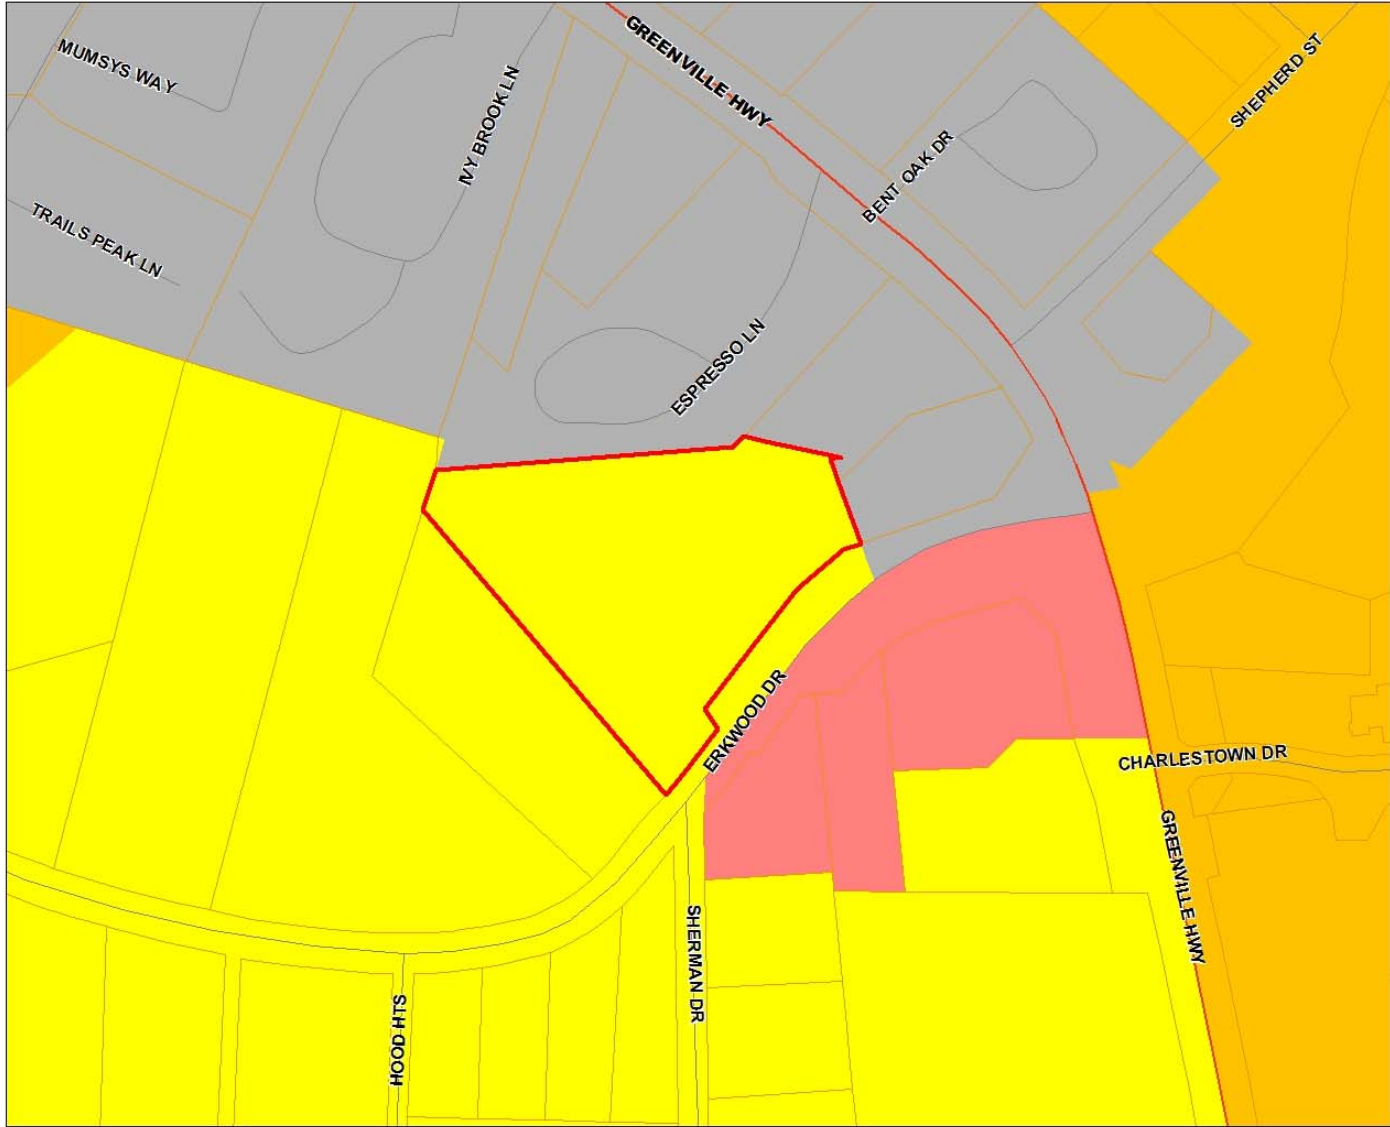 GREENVILLE HWY
MUMSYS WAY
SHEPHERD ST
IVY BROOK LN
BENT OAK DR
TRAILS PEAK LN
ESPRESSO LN
ERKWOOD DR
CHARLESTOWN DR
GREENVILLE HWY
SHERMAN DR
HOOD HTS